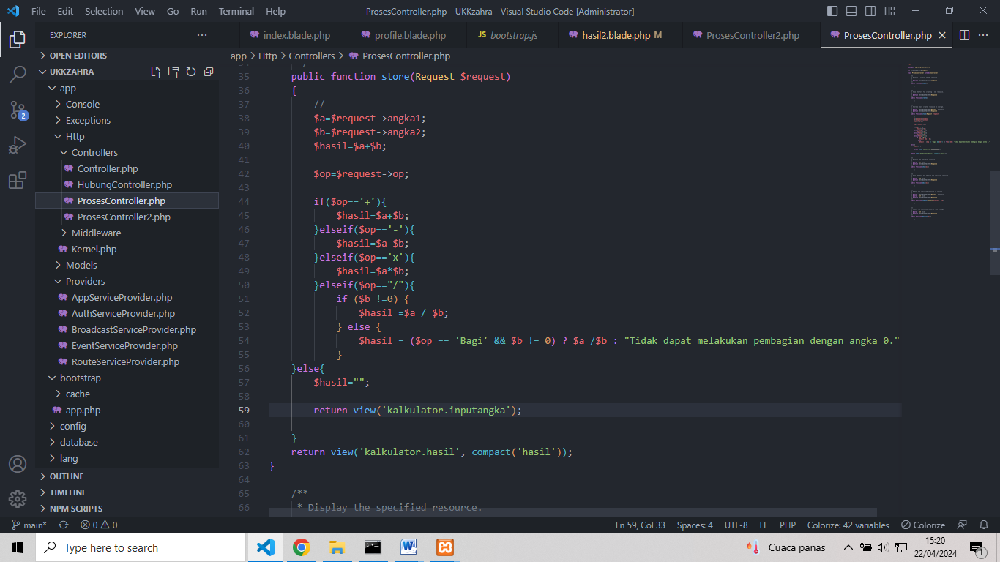 File Edit Selection View Go Run Terminal Help
ProsesController.php - UKKzahra - Visual Studio Code [Administrator]
EXPLORER
index.blade.php
profile.blade.php
JS bootstrap.js
hasil2.blade.php M
ProsesController2.php
ProsesController.php
OPEN EDITORS
app > Http > Controllers > ProsesController.php
UKKZAHRA
app
Console
Exceptions
Http
Controllers
Controller.php
HubungController.php
ProsesController.php
ProsesController2.php
Middleware
Kernel.php
Models
Providers
AppServiceProvider.php
AuthServiceProvider.php
BroadcastServiceProvider.php
EventServiceProvider.php
RouteServiceProvider.php
bootstrap
cache
app.php
config
database
lang
OUTLINE
TIMELINE
NPM SCRIPTS
2
35 public function store(Request $request)
36 {
37 //
38 $a=$request->angka1;
39 $b=$request->angka2;
40 $hasil=$a+$b;
41
42 $op=$request->op;
43
44 if($op=='+'){
45 $hasil=$a+$b;
46 }elseif($op=='-'){
47 $hasil=$a-$b;
48 }elseif($op=='x'){
49 $hasil=$a*$b;
50 }elseif($op=="/"){
51 if ($b !=0) {
52 $hasil =$a / $b;
53 } else {
54 $hasil = ($op == 'Bagi' && $b != 0) ? $a /$b : "Tidak dapat melakukan pembagian dengan angka 0."
55 }
56 }else{
57 $hasil="";
58
59 return view('kalkulator.inputangka');
60
61 }
62 return view('kalkulator.hasil', compact('hasil'));
63 }
64
65 /**
66 * Display the specified resource.
main* 0 0
Ln 59, Col 33 Spaces: 4 UTF-8 LF PHP Colorize: 42 variables Colorize
Type here to search
Cuaca panas
15:20
22/04/2024
1